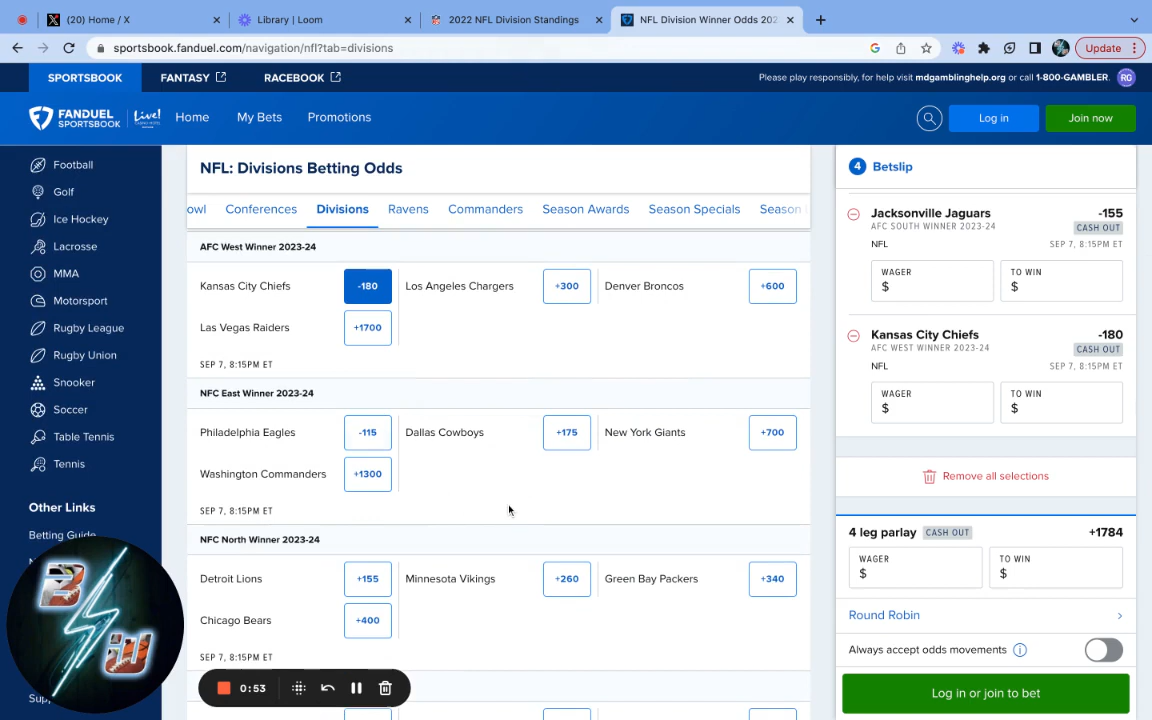 (20) Home / X
Library | Loom
2022 NFL Division Standings
NFL Division Winner Odds 202
sportsbook.fanduel.com/navigation/nfl?tab=divisions
Update
SPORTSBOOK
FANTASY
RACEBOOK
Please play responsibly, for help visit mdgamblinghelp.org or call 1-800-GAMBLER.
RG
FANDUEL
SPORTSBOOK
Live!
Home
My Bets
Promotions
Log in
Join now
Football
Golf
Ice Hockey
Lacrosse
MMA
Motorsport
Rugby League
Rugby Union
Snooker
Soccer
Table Tennis
Tennis
Other Links
Betting Guide
NFL: Divisions Betting Odds
owl
Conferences
Divisions
Ravens
Commanders
Season Awards
Season Specials
Season
AFC West Winner 2023-24
Kansas City Chiefs -180
Los Angeles Chargers +300
Denver Broncos +600
Las Vegas Raiders +1700
SEP 7, 8:15PM ET
NFC East Winner 2023-24
Philadelphia Eagles -115
Dallas Cowboys +175
New York Giants +700
Washington Commanders +1300
SEP 7, 8:15PM ET
NFC North Winner 2023-24
Detroit Lions +155
Minnesota Vikings +260
Green Bay Packers +340
Chicago Bears +400
SEP 7, 8:15PM ET
0:53
4 Betslip
Jacksonville Jaguars -155
AFC SOUTH WINNER 2023-24 CASH OUT
NFL SEP 7, 8:15PM ET
WAGER
$
TO WIN
$
Kansas City Chiefs -180
AFC WEST WINNER 2023-24 CASH OUT
NFL SEP 7, 8:15PM ET
WAGER
$
TO WIN
$
Remove all selections
4 leg parlay CASH OUT +1784
WAGER
$
TO WIN
$
Round Robin
Always accept odds movements
Log in or join to bet